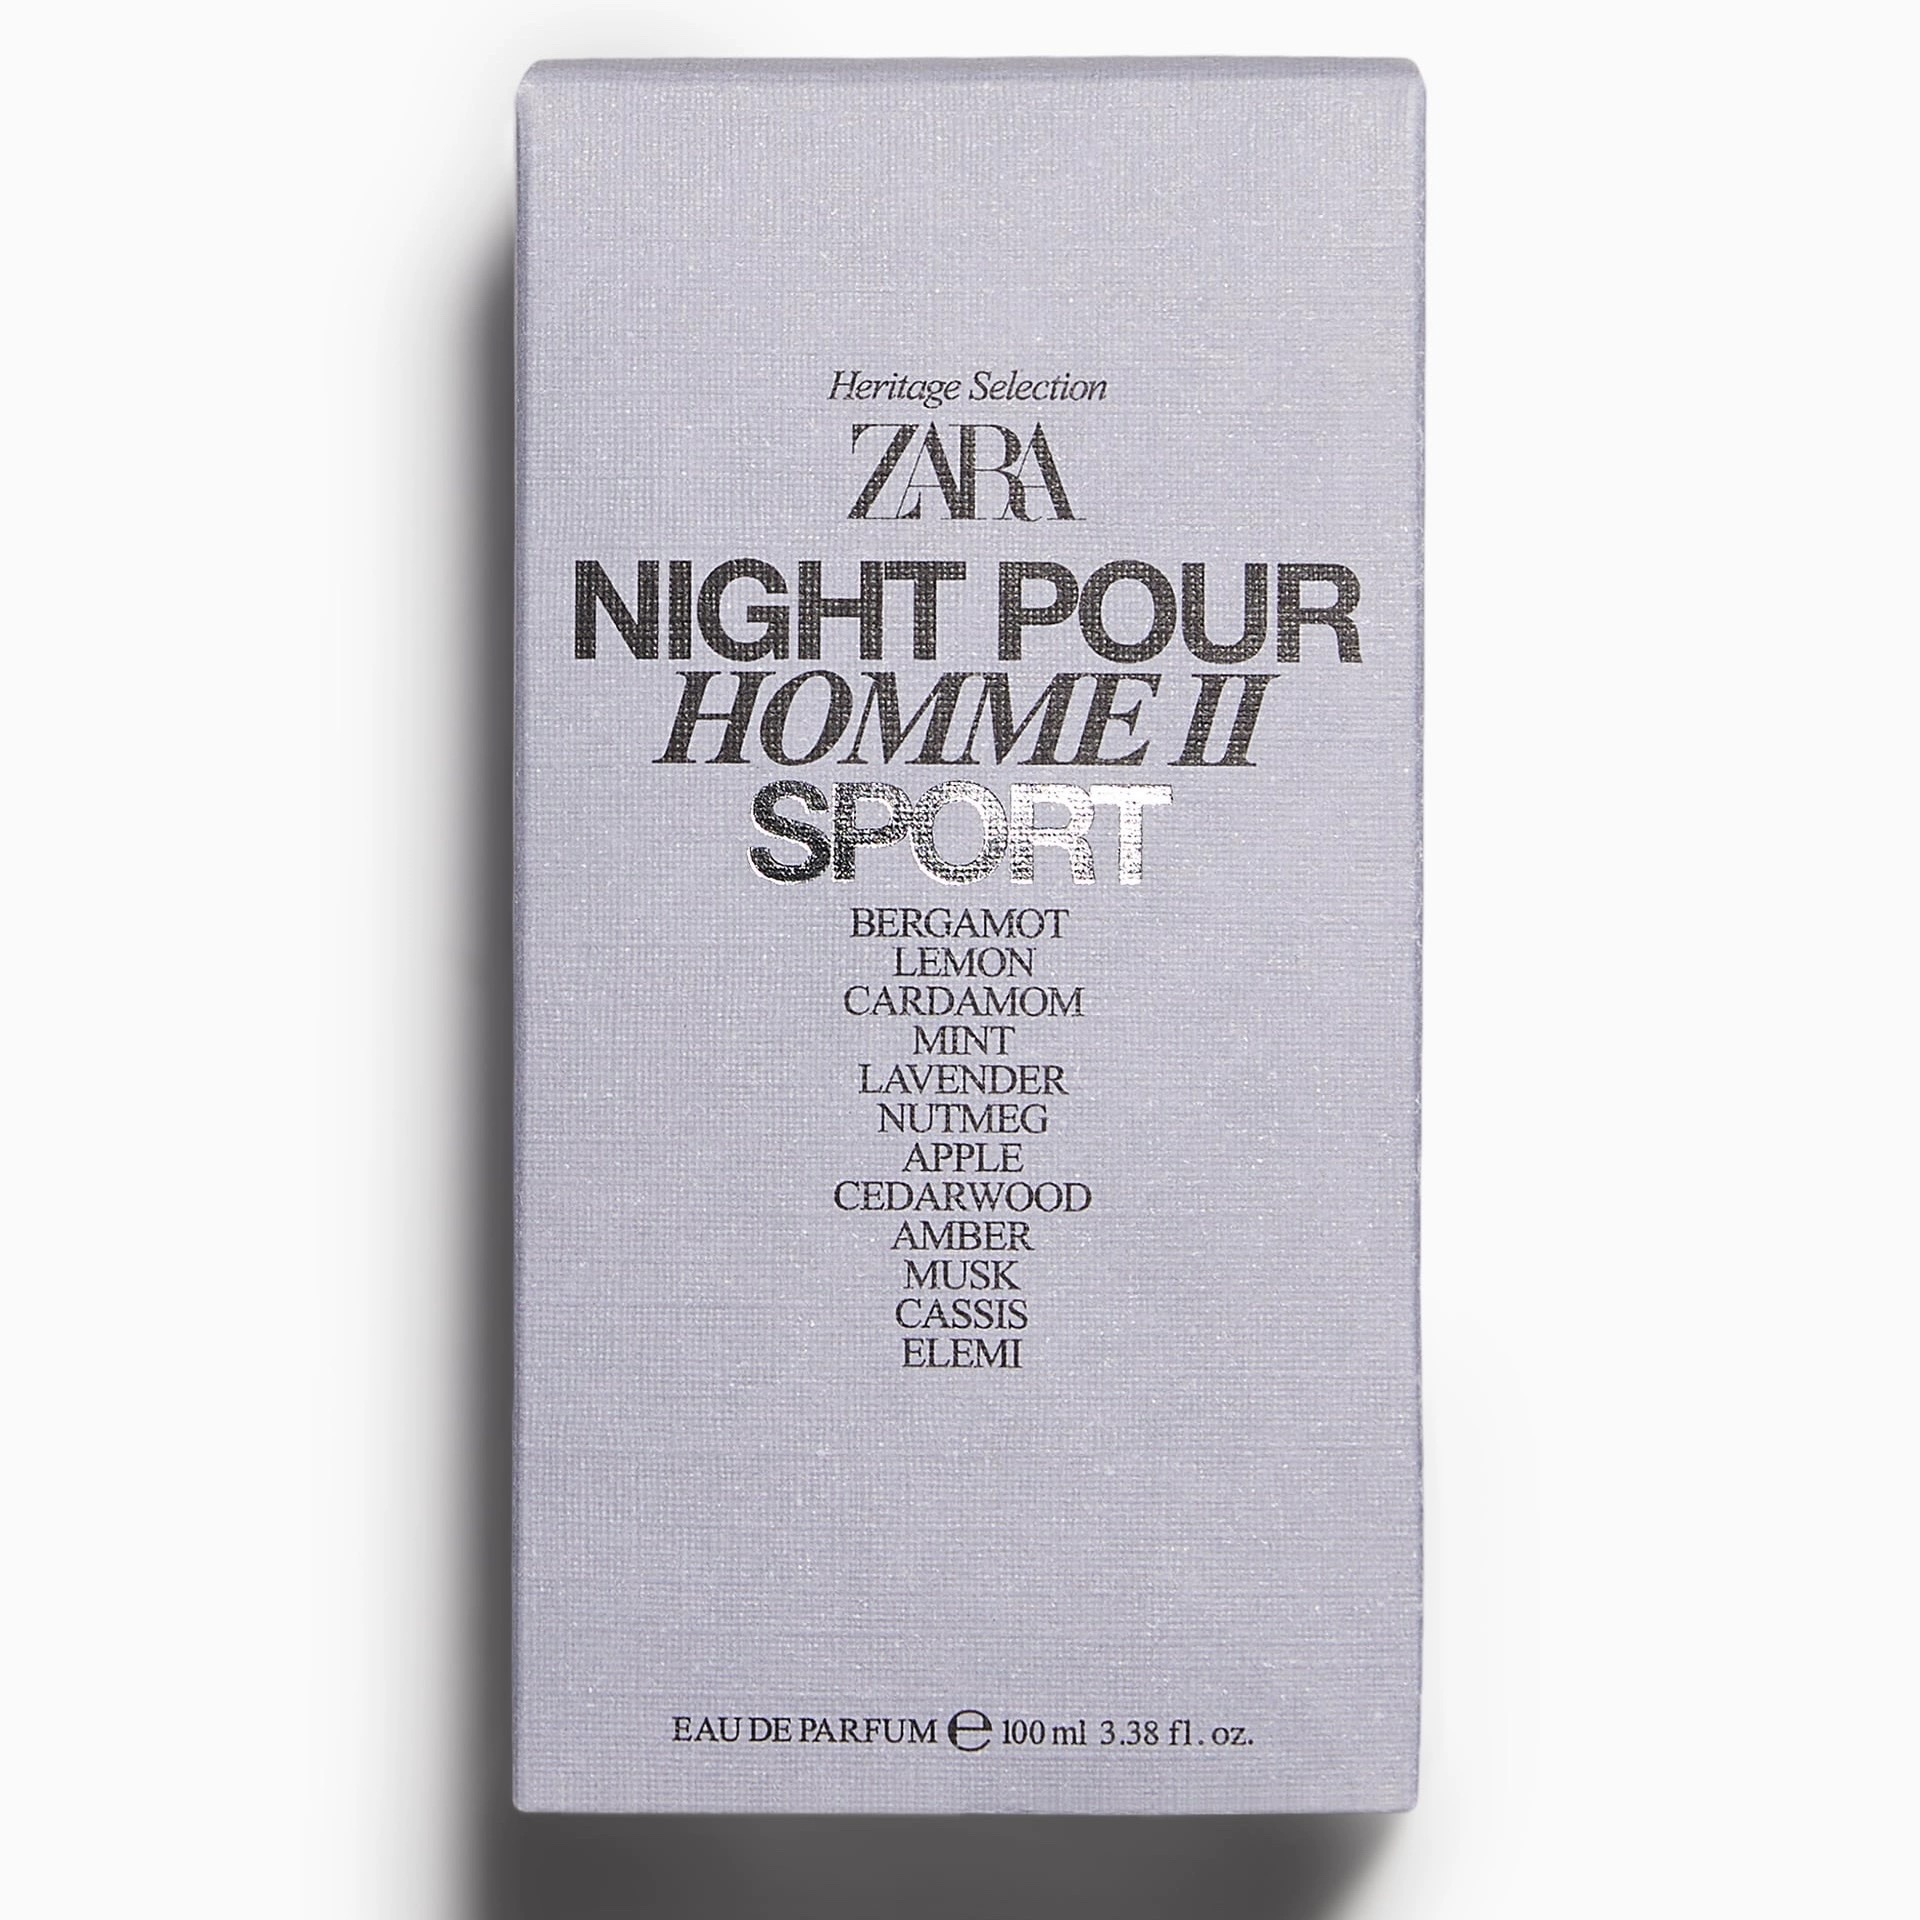 Heritage Selection
ZARA
NIGHT POUR
HOMME II
SPORT
BERGAMOT
LEMON
CARDAMOM
MINT
LAVENDER
NUTMEG
APPLE
CEDARWOOD
AMBER
MUSK
CASSIS
ELEMI
EAU DE PARFUM ℮ 100 ml 3.38 fl. oz.